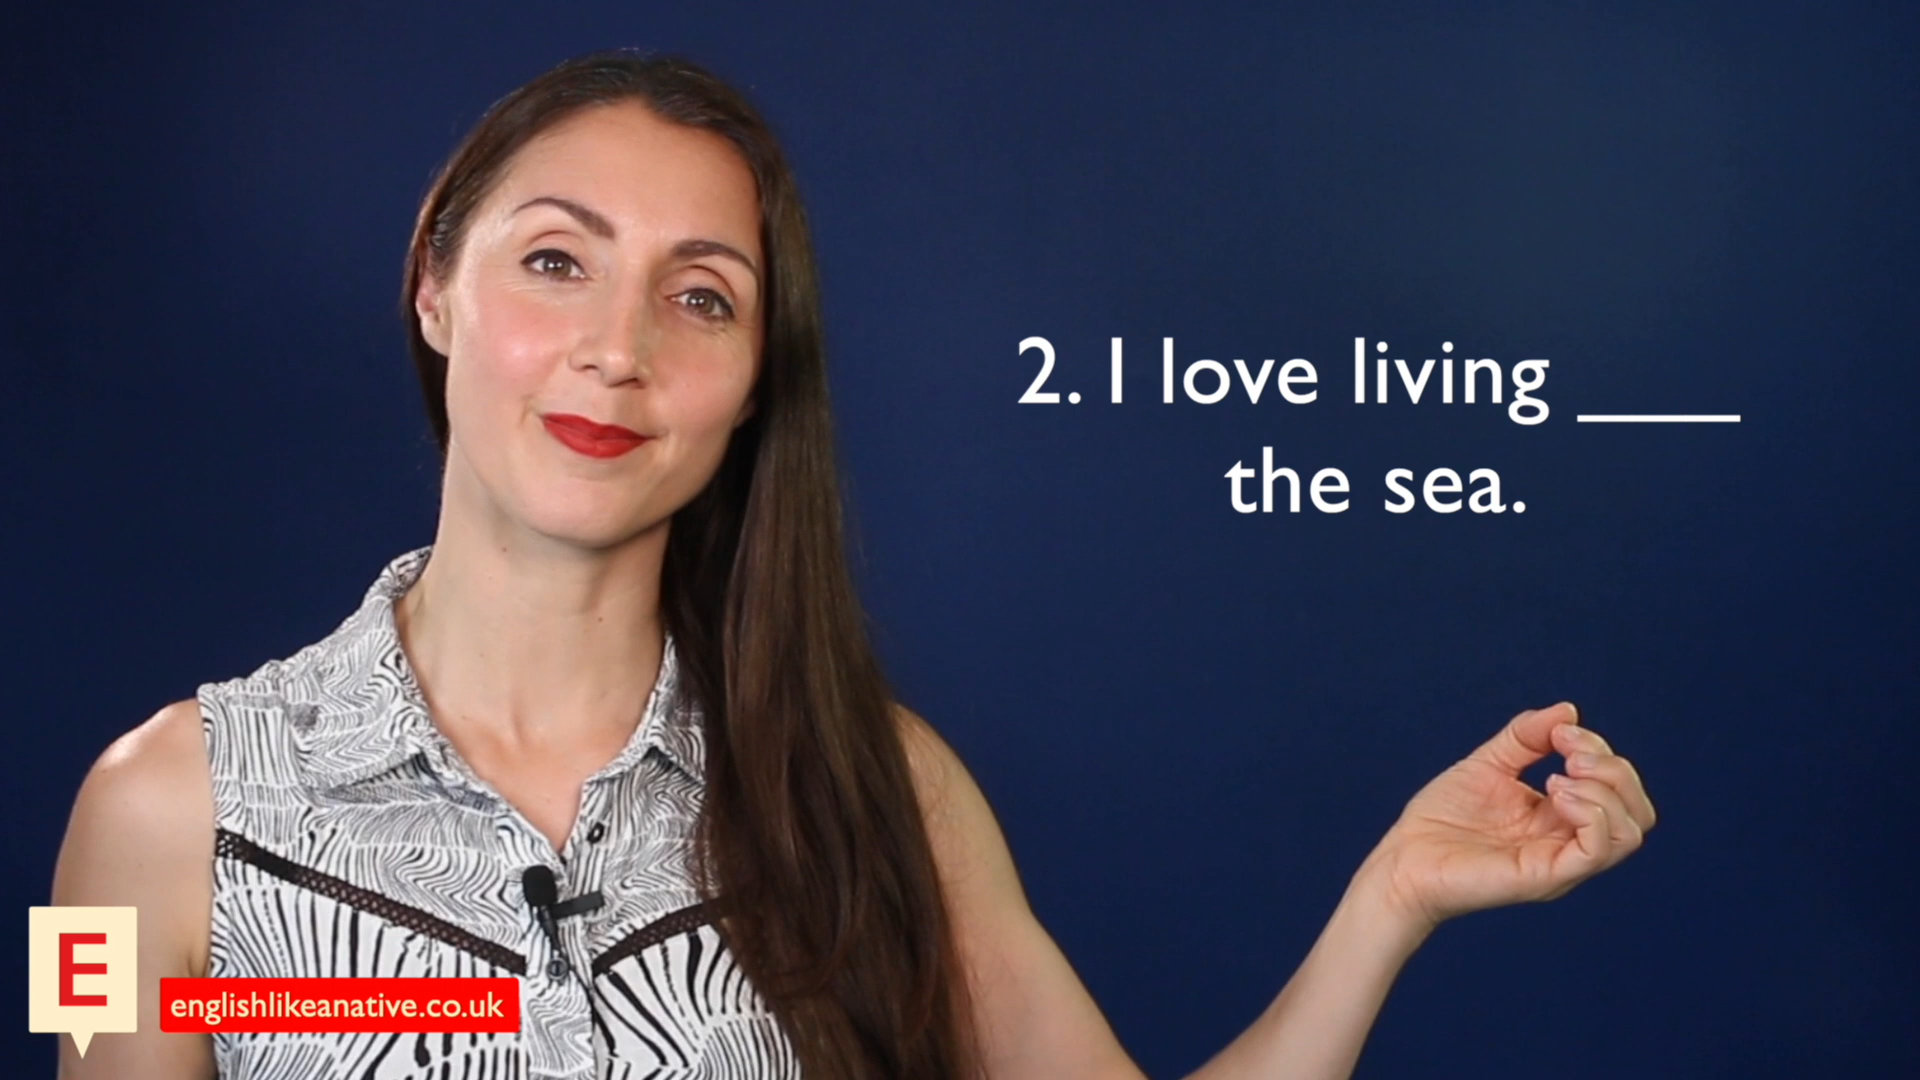 2. I love living ____
the sea.
E
englishlikeanative.co.uk